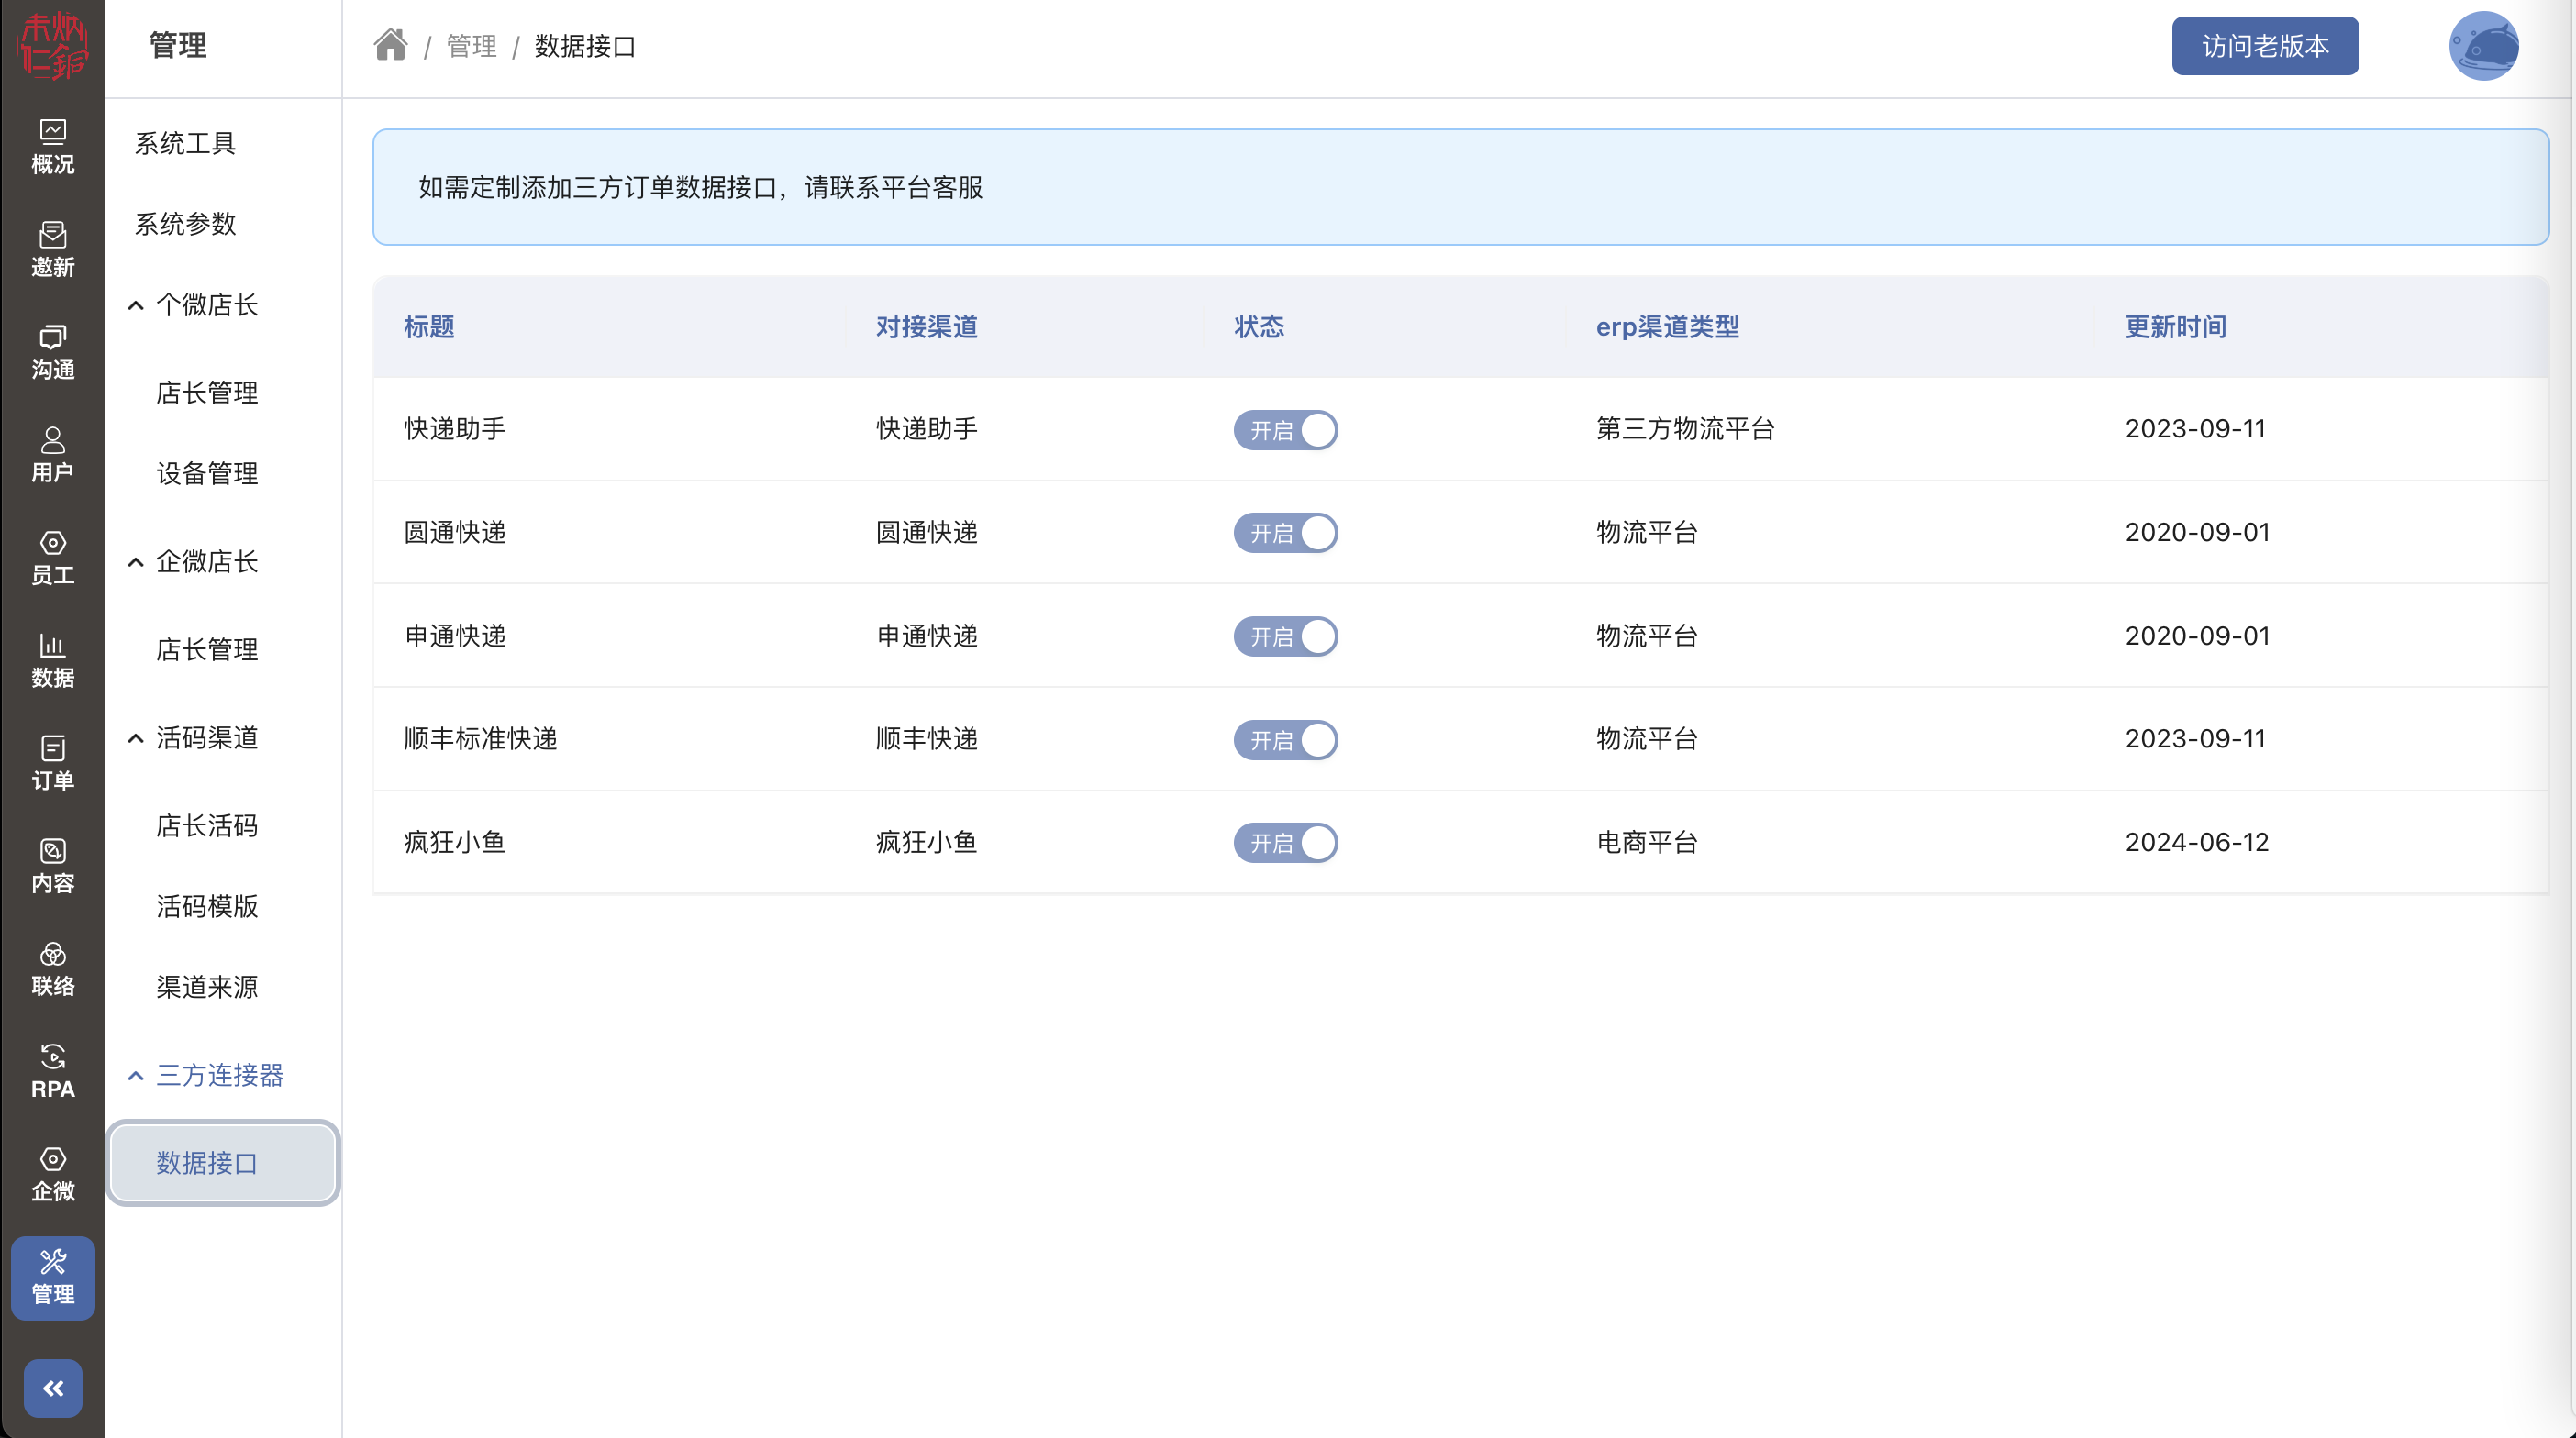 未炳
仁銅
概况
邀新
沟通
用户
员工
数据
订单
内容
联络
RPA
企微
管理
管理
系统工具
系统参数
个微店长
店长管理
设备管理
企微店长
店长管理
活码渠道
店长活码
活码模版
渠道来源
三方连接器
数据接口
/ 管理 / 数据接口
访问老版本
如需定制添加三方订单数据接口，请联系平台客服
标题 对接渠道 状态 erp渠道类型 更新时间
快递助手 快递助手 开启 第三方物流平台 2023-09-11
圆通快递 圆通快递 开启 物流平台 2020-09-01
申通快递 申通快递 开启 物流平台 2020-09-01
顺丰标准快递 顺丰快递 开启 物流平台 2023-09-11
疯狂小鱼 疯狂小鱼 开启 电商平台 2024-06-12